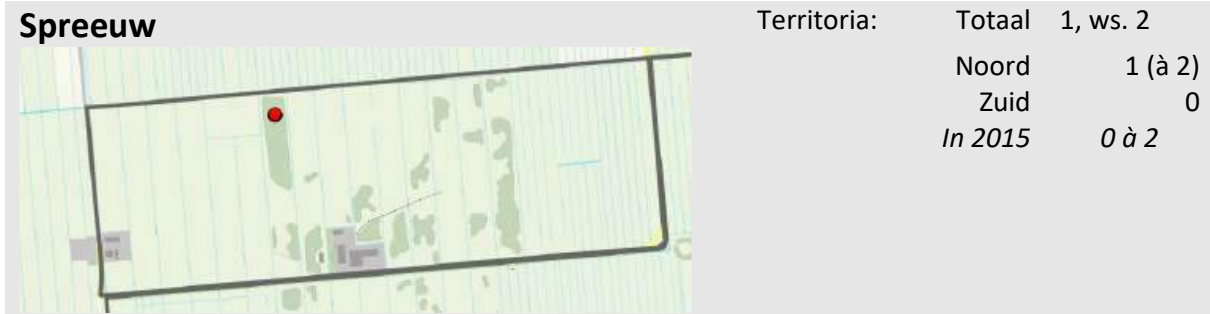 Spreeuw
Territoria: Totaal 1, ws. 2
Noord 1 (à 2)
Zuid 0
In 2015 0 à 2